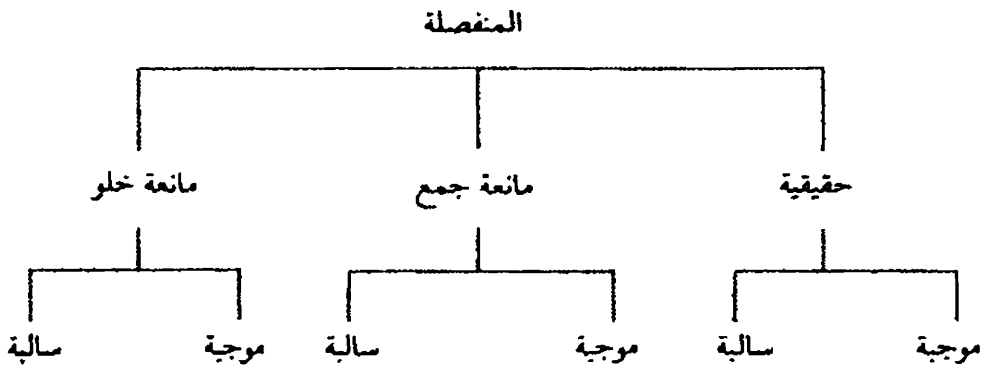 المنفصلة
حقيقية مانعة جمع مانعة خلو
موجبة سالبة موجبة سالبة موجبة سالبة